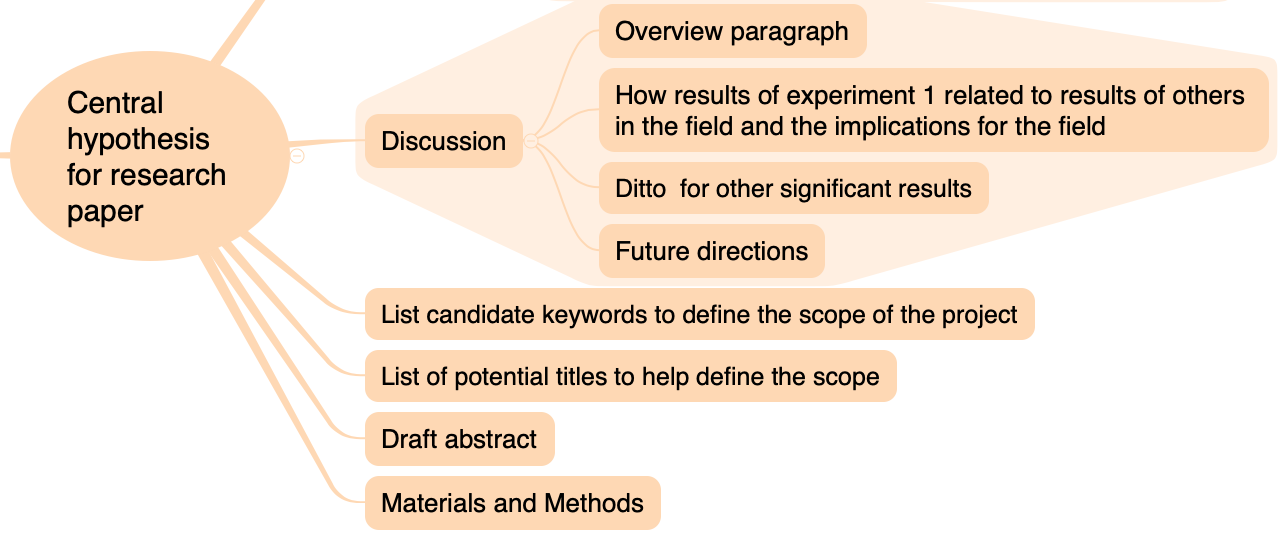 Central
hypothesis
for research
paper
Discussion
Overview paragraph
How results of experiment 1 related to results of others
in the field and the implications for the field
Ditto  for other significant results
Future directions
List candidate keywords to define the scope of the project
List of potential titles to help define the scope
Draft abstract
Materials and Methods